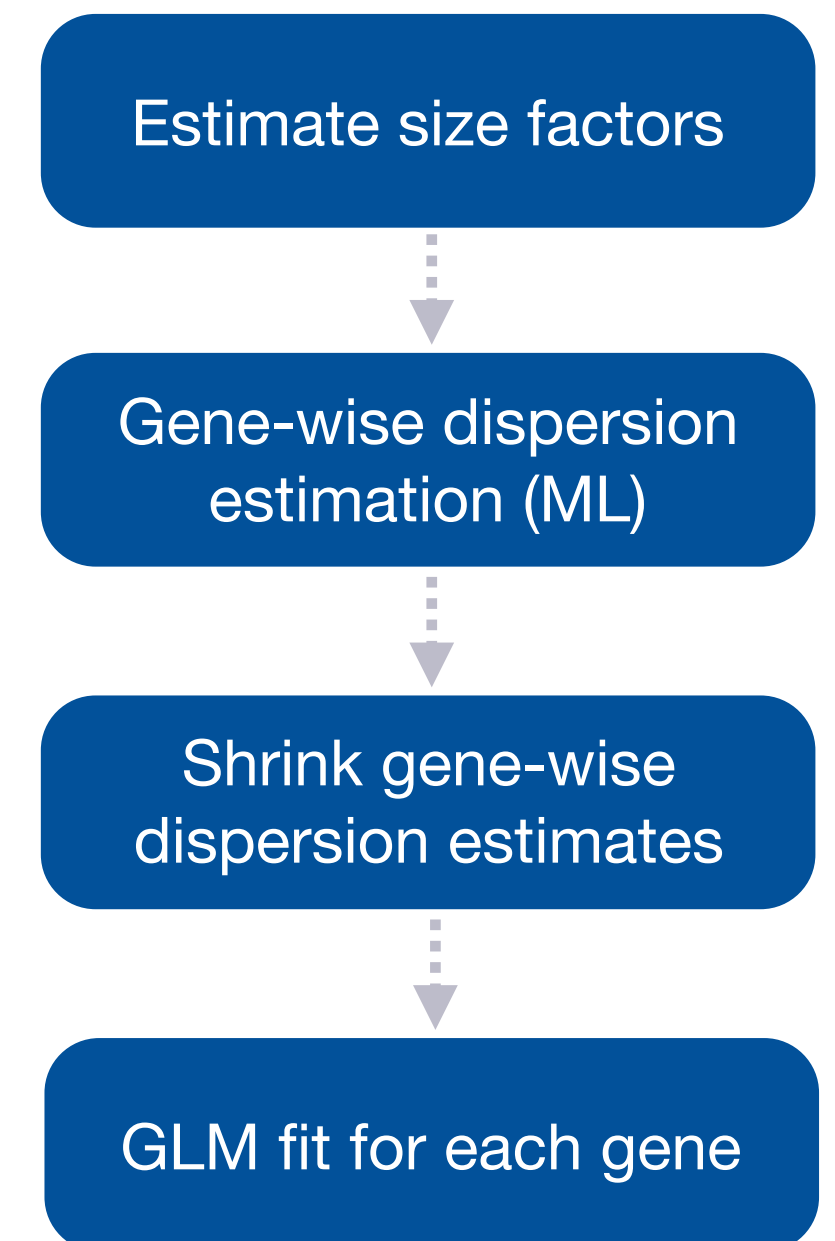 Estimate size factors
Gene-wise dispersion
estimation (ML)
Shrink gene-wise
dispersion estimates
GLM fit for each gene